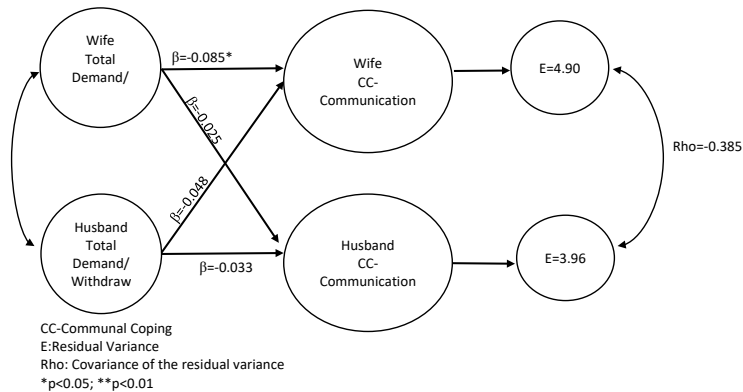 Wife
Total
Demand/
β=-0.085*
Wife
CC-
Communication
E=4.90
β=-0.025
β=-0.048
Rho=-0.385
Husband
Total
Demand/
Withdraw
β=-0.033
Husband
CC-
Communication
E=3.96
CC-Communal Coping
E:Residual Variance
Rho: Covariance of the residual variance
*p<0.05; **p<0.01